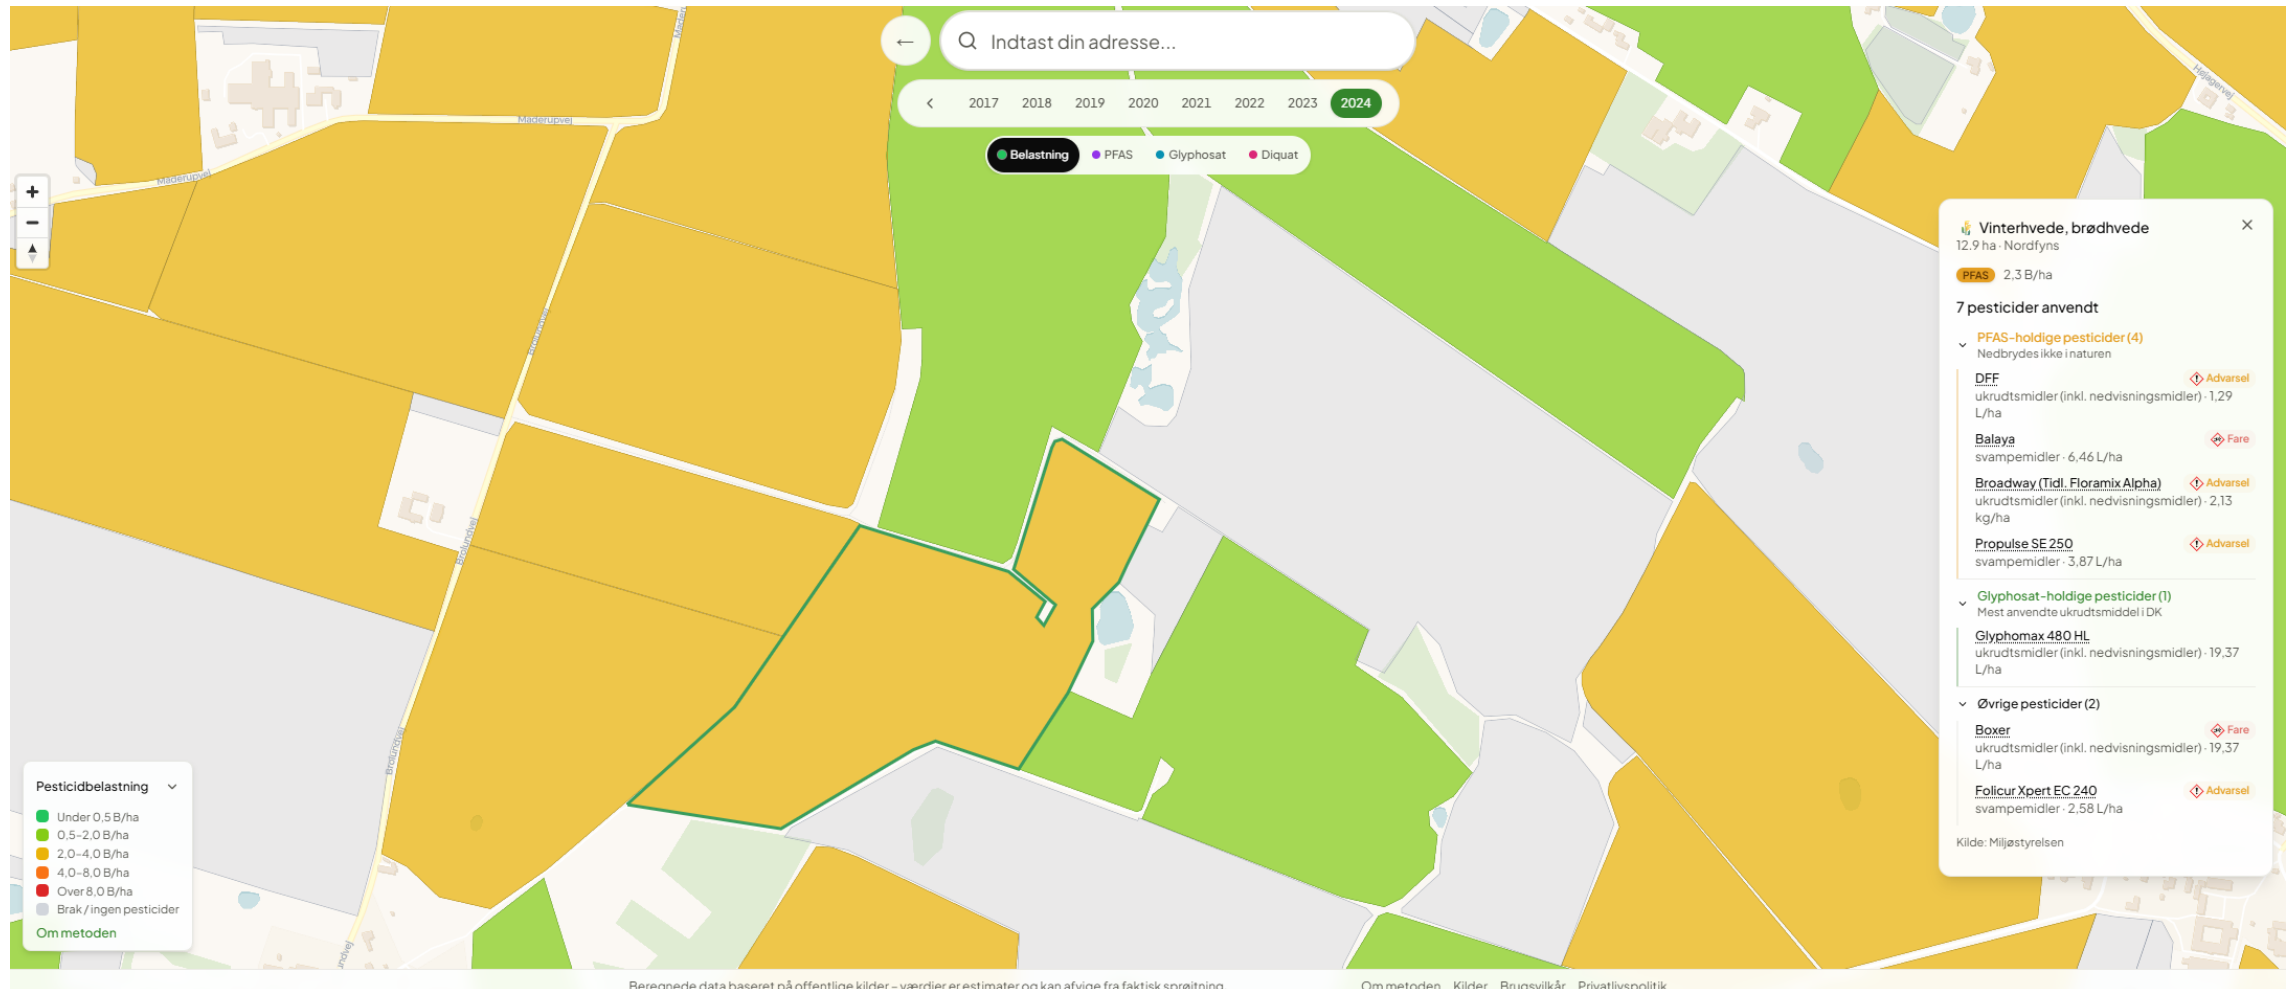 Indtast din adresse...
2017 2018 2019 2020 2021 2022 2023 2024
Belastning PFAS Glyphosat Diquat
Maderupvej
Maderupvej
Brolundvej
Brolundvej
Brolundvej
Højagervej
Vinterhvede, brødhvede
12.9 ha · Nordfyns
PFAS 2,3 B/ha
7 pesticider anvendt
PFAS-holdige pesticider (4)
Nedbrydes ikke i naturen
DFF Advarsel
ukrudtsmidler (inkl. nedvisningsmidler) · 1,29
L/ha
Balaya Fare
svampemidler · 6,46 L/ha
Broadway (Tidl. Floramix Alpha) Advarsel
ukrudtsmidler (inkl. nedvisningsmidler) · 2,13
kg/ha
Propulse SE 250 Advarsel
svampemidler · 3,87 L/ha
Glyphosat-holdige pesticider (1)
Mest anvendte ukrudtsmiddel i DK
Glyphomax 480 HL
ukrudtsmidler (inkl. nedvisningsmidler) · 19,37
L/ha
Øvrige pesticider (2)
Boxer Fare
ukrudtsmidler (inkl. nedvisningsmidler) · 19,37
L/ha
Folicur Xpert EC 240 Advarsel
svampemidler · 2,58 L/ha
Kilde: Miljøstyrelsen
Pesticidbelastning
Under 0,5 B/ha
0,5–2,0 B/ha
2,0–4,0 B/ha
4,0–8,0 B/ha
Over 8,0 B/ha
Brak / ingen pesticider
Om metoden
Beregnede data baseret på offentlige kilder – værdier er estimater og kan afvige fra faktisk sprøjtning
Om metoden Kilder Brugsvilkår Privatlivspolitik